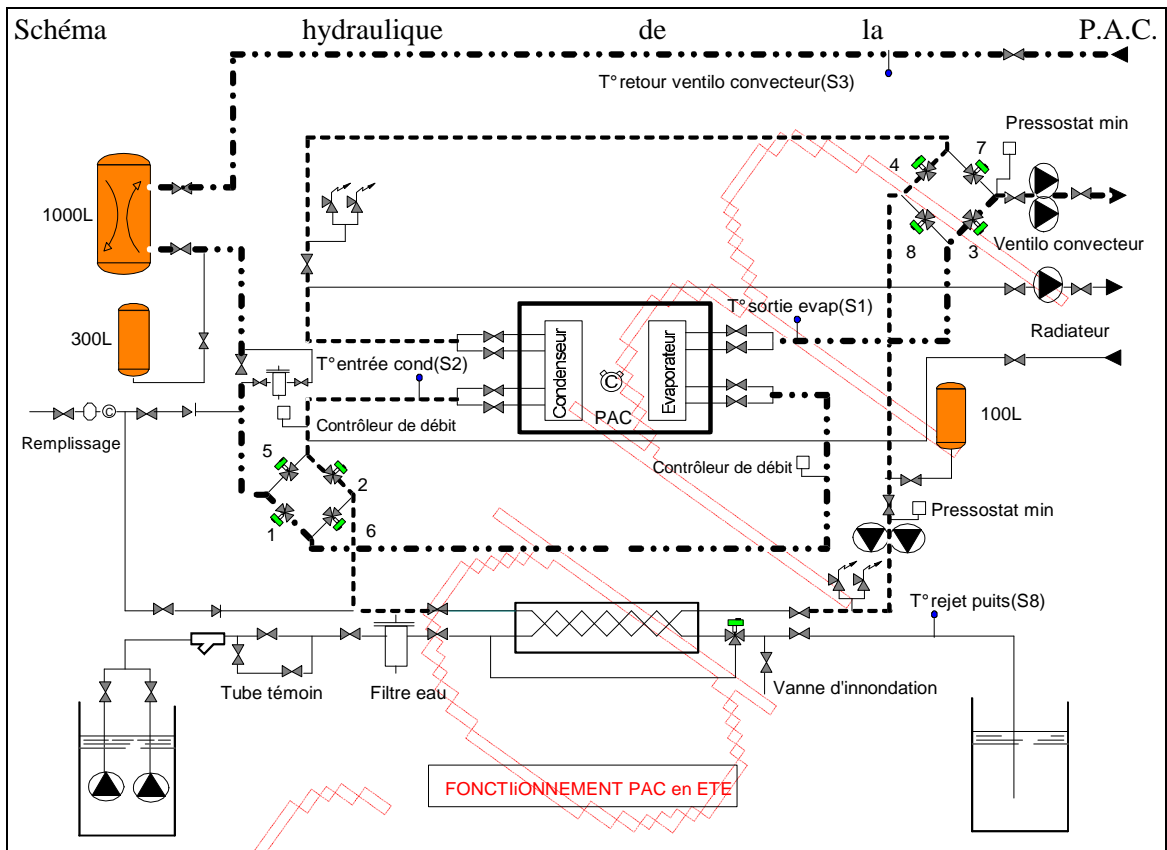 Schéma hydraulique de la P.A.C.
T° retour ventilo convecteur(S3)
Pressostat min
4
7
1000L
8
3
Ventilo convecteur
T° sortie evap(S1)
300L
Radiateur
T° entrée cond(S2)
Condenseur
Evaporateur
C
PAC
100L
C
Remplissage
Contrôleur de débit
5
2
Contrôleur de débit
1
6
Pressostat min
T° rejet puits(S8)
Tube témoin
Filtre eau
Vanne d'innondation
FONCTIiONNEMENT PAC en ETE